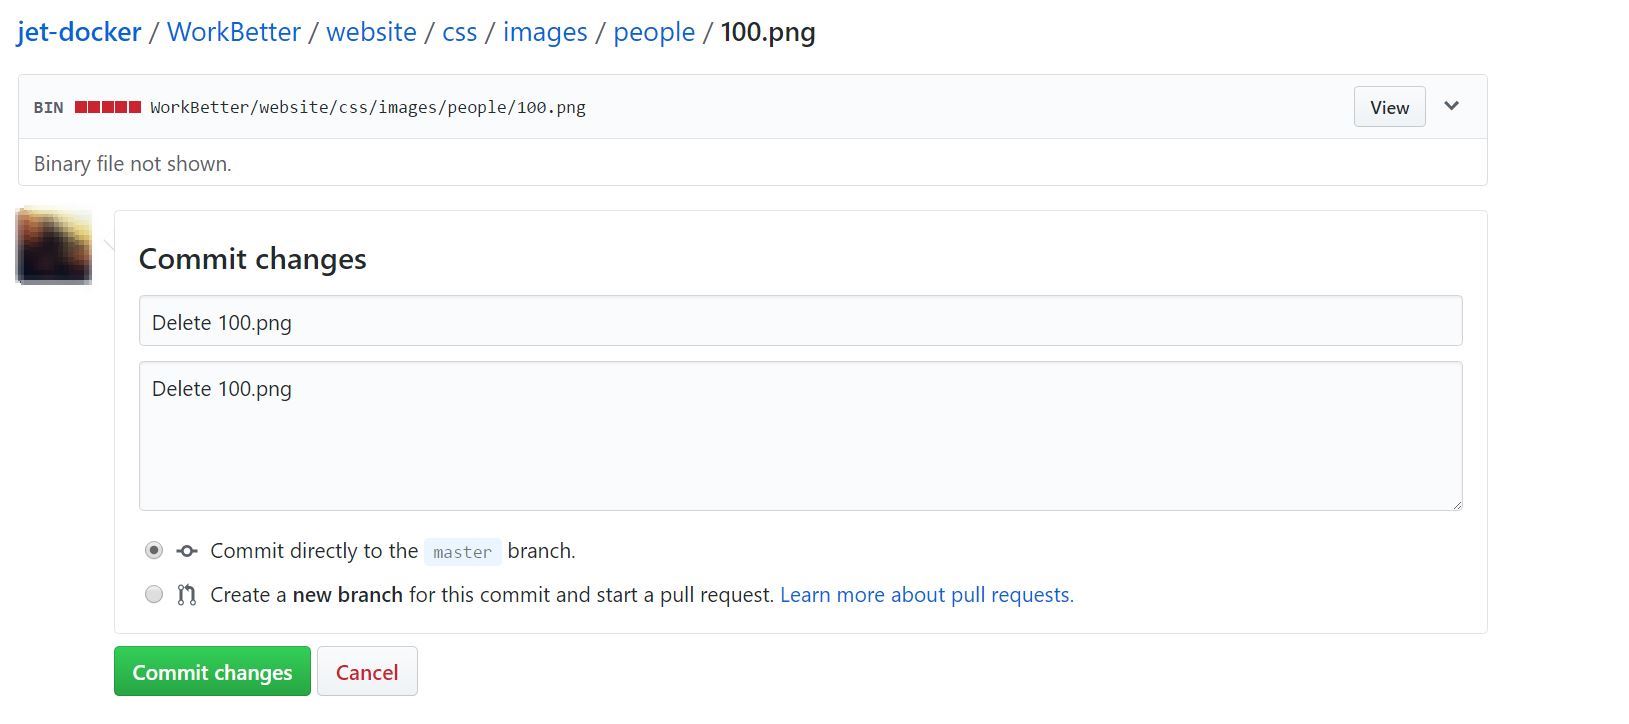 jet-docker / WorkBetter / website / css / images / people / 100.png
BIN WorkBetter/website/css/images/people/100.png View
Binary file not shown.
Commit changes
Delete 100.png
Delete 100.png
Commit directly to the master branch.
Create a new branch for this commit and start a pull request. Learn more about pull requests.
Commit changes Cancel